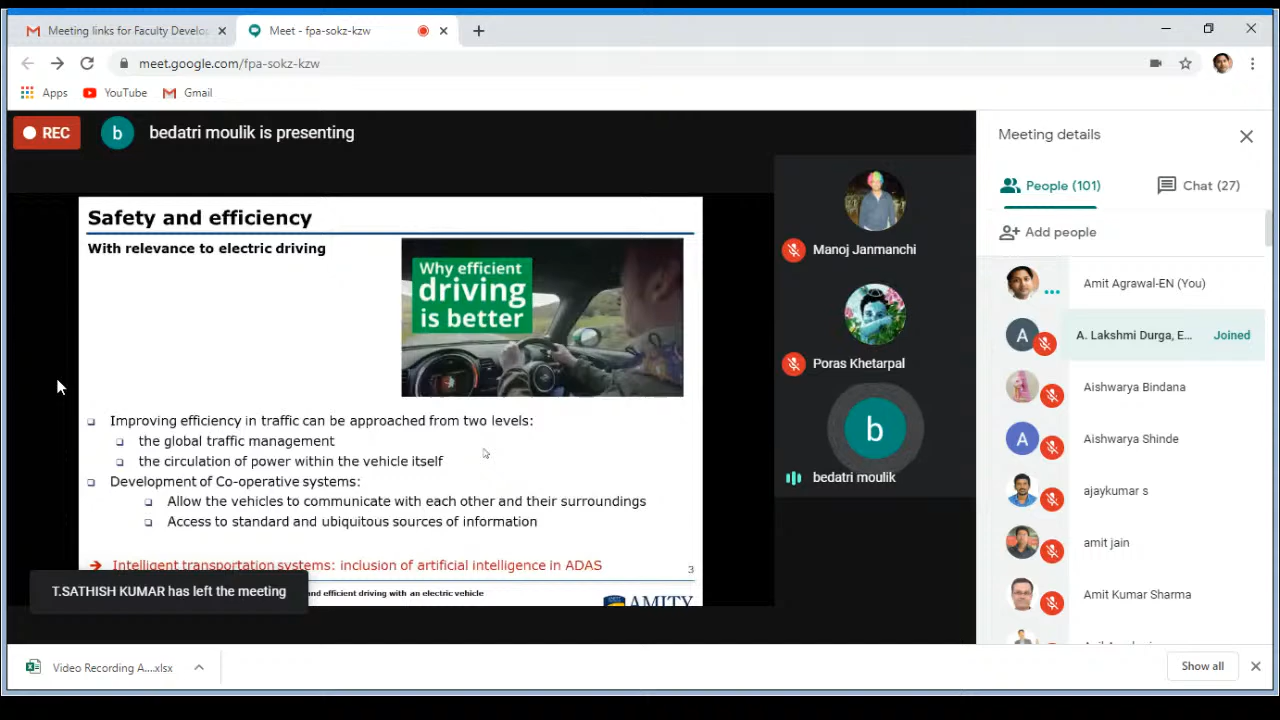 Meeting links for Faculty Develo
Meet - fpa-sokz-kzw
meet.google.com/fpa-sokz-kzw
Apps
YouTube
Gmail
REC
b
bedatri moulik is presenting
Safety and efficiency
With relevance to electric driving
Why efficient
driving
is better
Improving efficiency in traffic can be approached from two levels:
the global traffic management
the circulation of power within the vehicle itself
Development of Co-operative systems:
Allow the vehicles to communicate with each other and their surroundings
Access to standard and ubiquitous sources of information
Intelligent transportation systems: inclusion of artificial intelligence in ADAS
3
and efficient driving with an electric vehicle
AMITY
T.SATHISH KUMAR has left the meeting
Manoj Janmanchi
Poras Khetarpal
b
bedatri moulik
Meeting details
People (101)
Chat (27)
Add people
Amit Agrawal-EN (You)
A
A. Lakshmi Durga, E...
Joined
Aishwarya Bindana
A
Aishwarya Shinde
ajaykumar s
amit jain
Amit Kumar Sharma
Video Recording A....xlsx
Show all